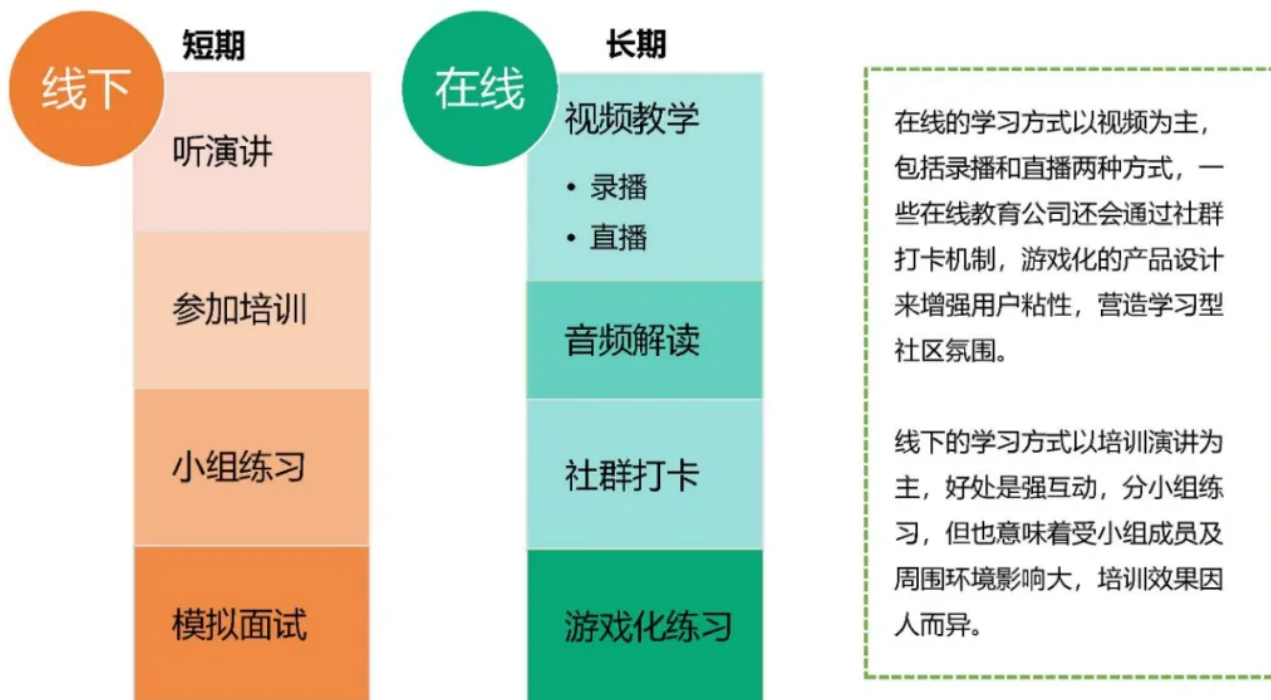 线下
短期
听演讲
参加培训
小组练习
模拟面试
在线
长期
视频教学
• 录播
• 直播
音频解读
社群打卡
游戏化练习
在线的学习方式以视频为主，
包括录播和直播两种方式，一
些在线教育公司还会通过社群
打卡机制，游戏化的产品设计
来增强用户粘性，营造学习型
社区氛围。
线下的学习方式以培训演讲为
主，好处是强互动，分小组练
习，但也意味着受小组成员及
周围环境影响大，培训效果因
人而异。